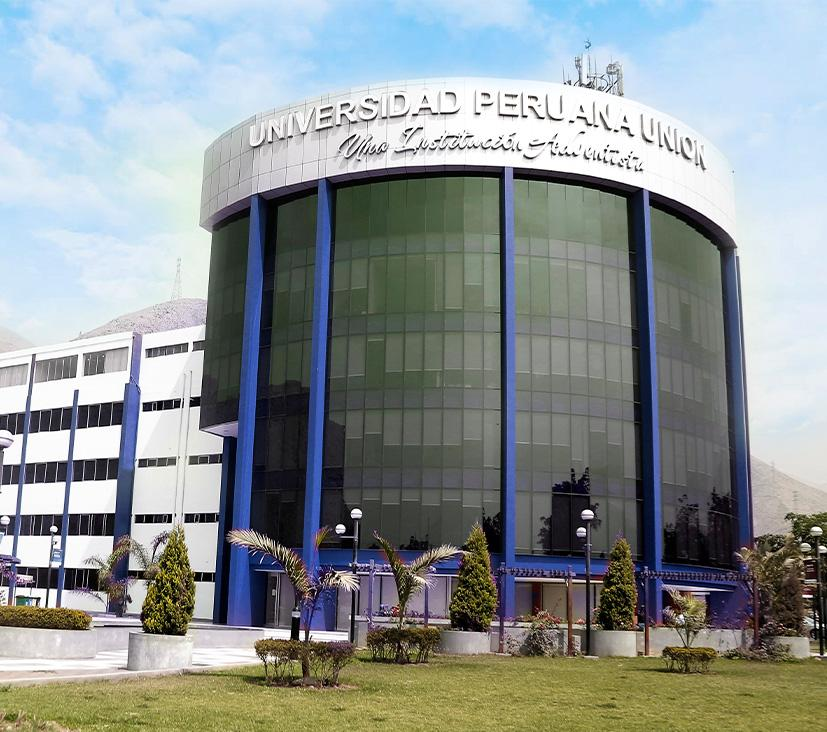 UNIVERSIDAD PERUANA UNION
Una Institución Adventista